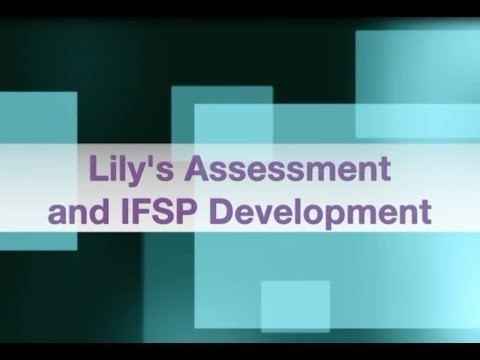 Lily's Assessment
and IFSP Development